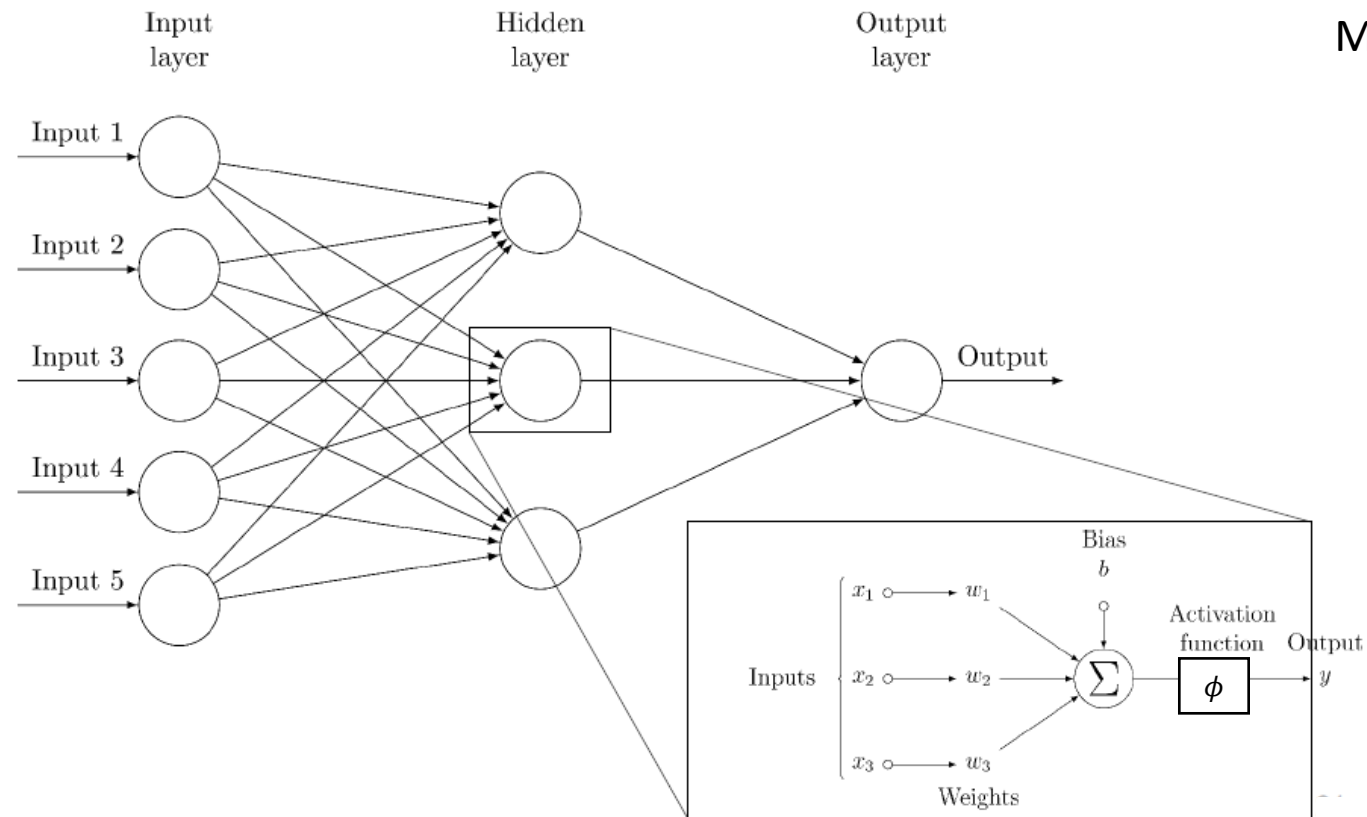 Input
layer
Hidden
layer
Output
layer
M
Input 1
Input 2
Input 3
Input 4
Input 5
Output
Bias
b
x₁
w₁
Activation
function
Output
Inputs
x₂
w₂
Σ
ϕ
y
x₃
w₃
Weights